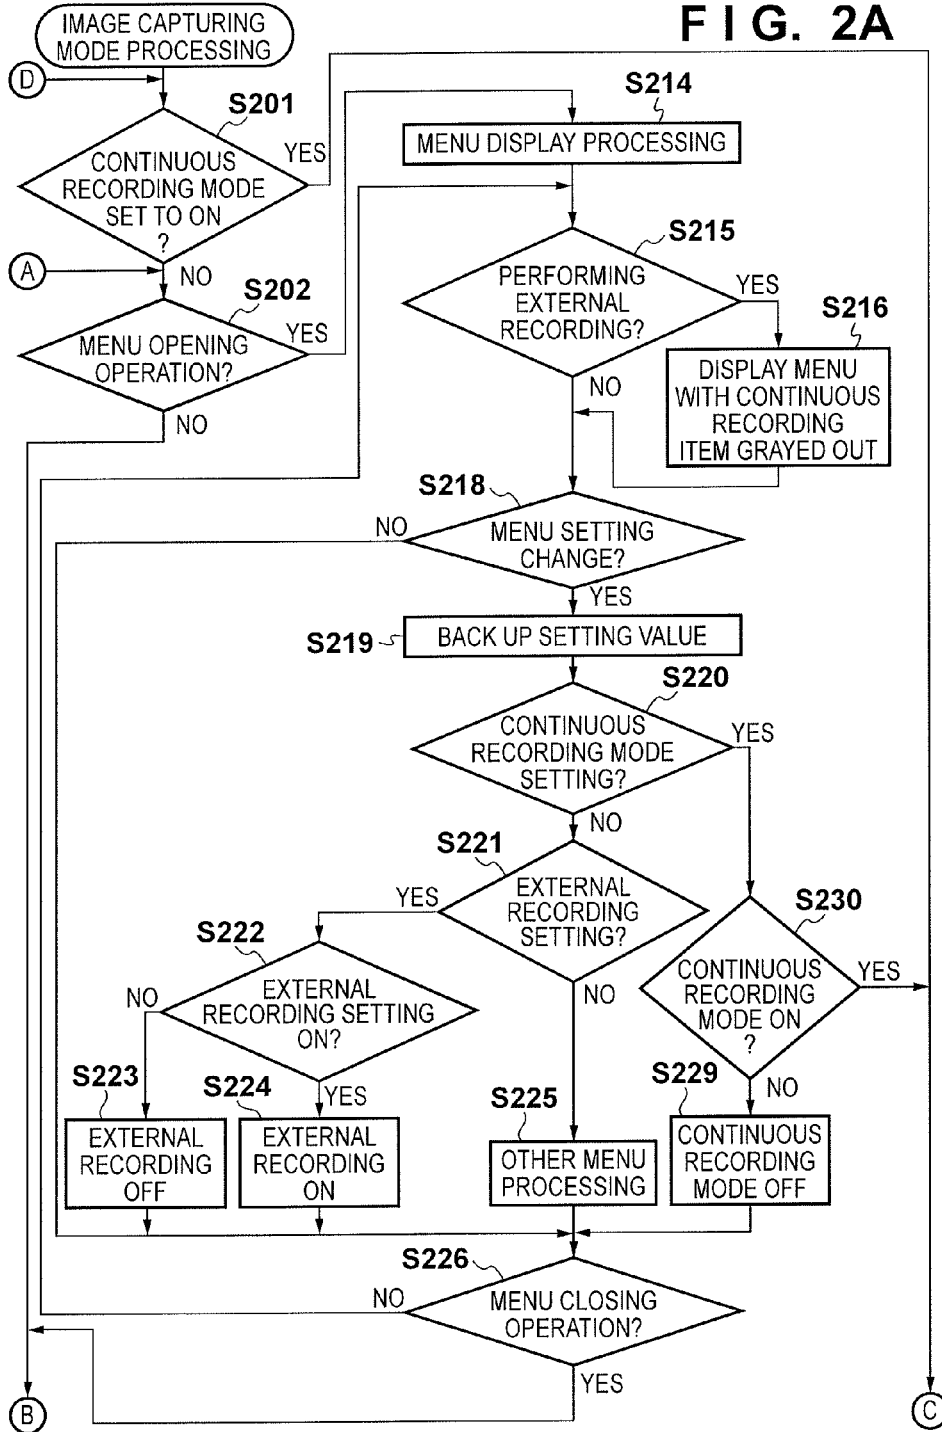 FIG. 2A
IMAGE CAPTURING
MODE PROCESSING
D
S201
CONTINUOUS
RECORDING MODE
SET TO ON
?
YES
A
NO
S202
MENU OPENING
OPERATION?
YES
NO
S214
MENU DISPLAY PROCESSING
S215
PERFORMING
EXTERNAL
RECORDING?
YES
NO
S216
DISPLAY MENU
WITH CONTINUOUS
RECORDING
ITEM GRAYED OUT
S218
MENU SETTING
CHANGE?
NO
YES
S219
BACK UP SETTING VALUE
S220
CONTINUOUS
RECORDING MODE
SETTING?
YES
NO
S221
EXTERNAL
RECORDING
SETTING?
YES
NO
S222
EXTERNAL
RECORDING SETTING
ON?
NO
YES
S230
CONTINUOUS
RECORDING
MODE ON
?
YES
NO
S223
EXTERNAL
RECORDING
OFF
S224
EXTERNAL
RECORDING
ON
S225
OTHER MENU
PROCESSING
S229
CONTINUOUS
RECORDING
MODE OFF
S226
MENU CLOSING
OPERATION?
NO
YES
B
C